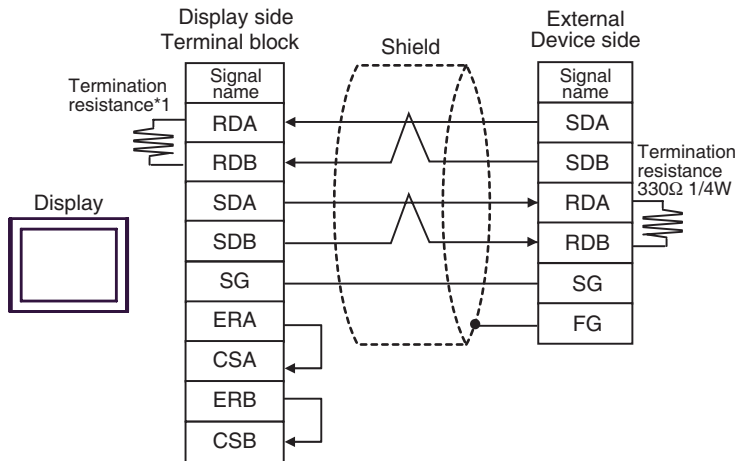 Display side
Terminal block
Shield
External
Device side
Termination
resistance*1
Signal
name
RDA
RDB
SDA
SDB
SG
ERA
CSA
ERB
CSB
Display
Signal
name
SDA
SDB
RDA
RDB
SG
FG
Termination
resistance
330Ω 1/4W